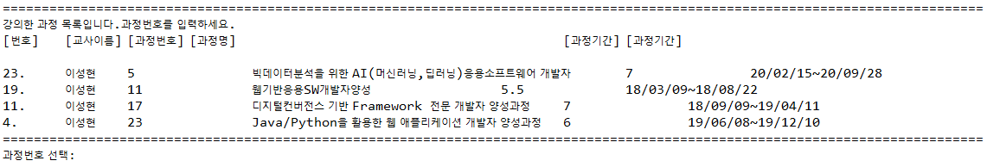 ================================================================================================================================
강의한 과정 목록입니다.과정번호를 입력하세요.
[번호] [교사이름] [과정번호] [과정명] [과정기간] [과정기간]
23. 이성현 5 빅데이터분석을 위한 AI(머신러닝,딥러닝)응용소프트웨어 개발자 7 20/02/15~20/09/28
19. 이성현 11 웹기반응용SW개발자양성 5.5 18/03/09~18/08/22
11. 이성현 17 디지털컨버전스 기반 Framework 전문 개발자 양성과정 7 18/09/09~19/04/11
4. 이성현 23 Java/Python을 활용한 웹 애플리케이션 개발자 양성과정 6 19/06/08~19/12/10
================================================================================================================================
과정번호 선택: